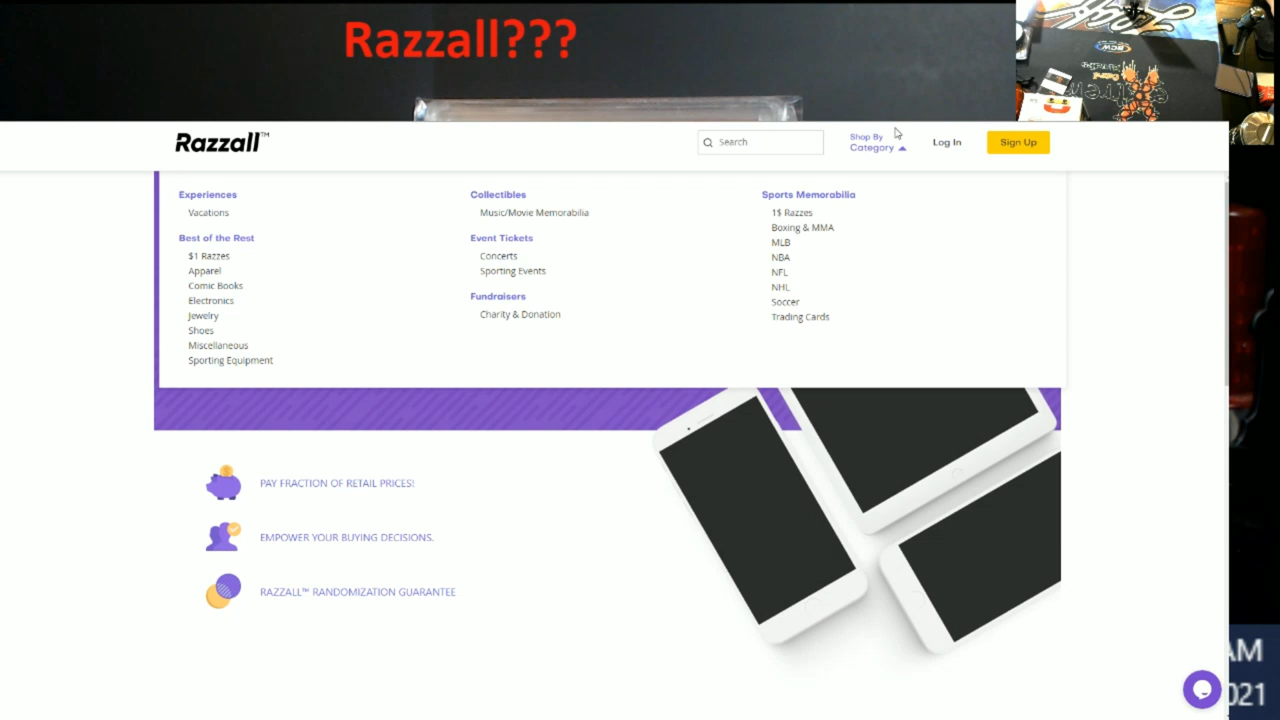 Razzall???
BCW
Razzall™
Search
Shop By
Category
Log In
Sign Up
Experiences
Vacations
Best of the Rest
$1 Razzes
Apparel
Comic Books
Electronics
Jewelry
Shoes
Miscellaneous
Sporting Equipment
Collectibles
Music/Movie Memorabilia
Event Tickets
Concerts
Sporting Events
Fundraisers
Charity & Donation
Sports Memorabilia
1$ Razzes
Boxing & MMA
MLB
NBA
NFL
NHL
Soccer
Trading Cards
PAY FRACTION OF RETAIL PRICES!
EMPOWER YOUR BUYING DECISIONS.
RAZZALL™ RANDOMIZATION GUARANTEE
AM
021